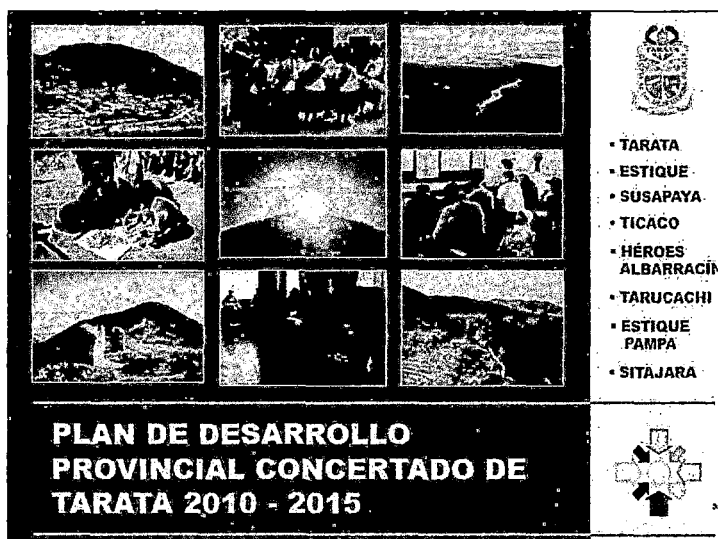 TARATA
• TARATA
• ESTIQUE
• SUSAPAYA
• TICACO
• HÉROES
ALBARRACÍN
• TARUCACHI
• ESTIQUE
PAMPA
• SITAJARA
PLAN DE DESARROLLO
PROVINCIAL CONCERTADO DE
TARATA 2010 - 2015